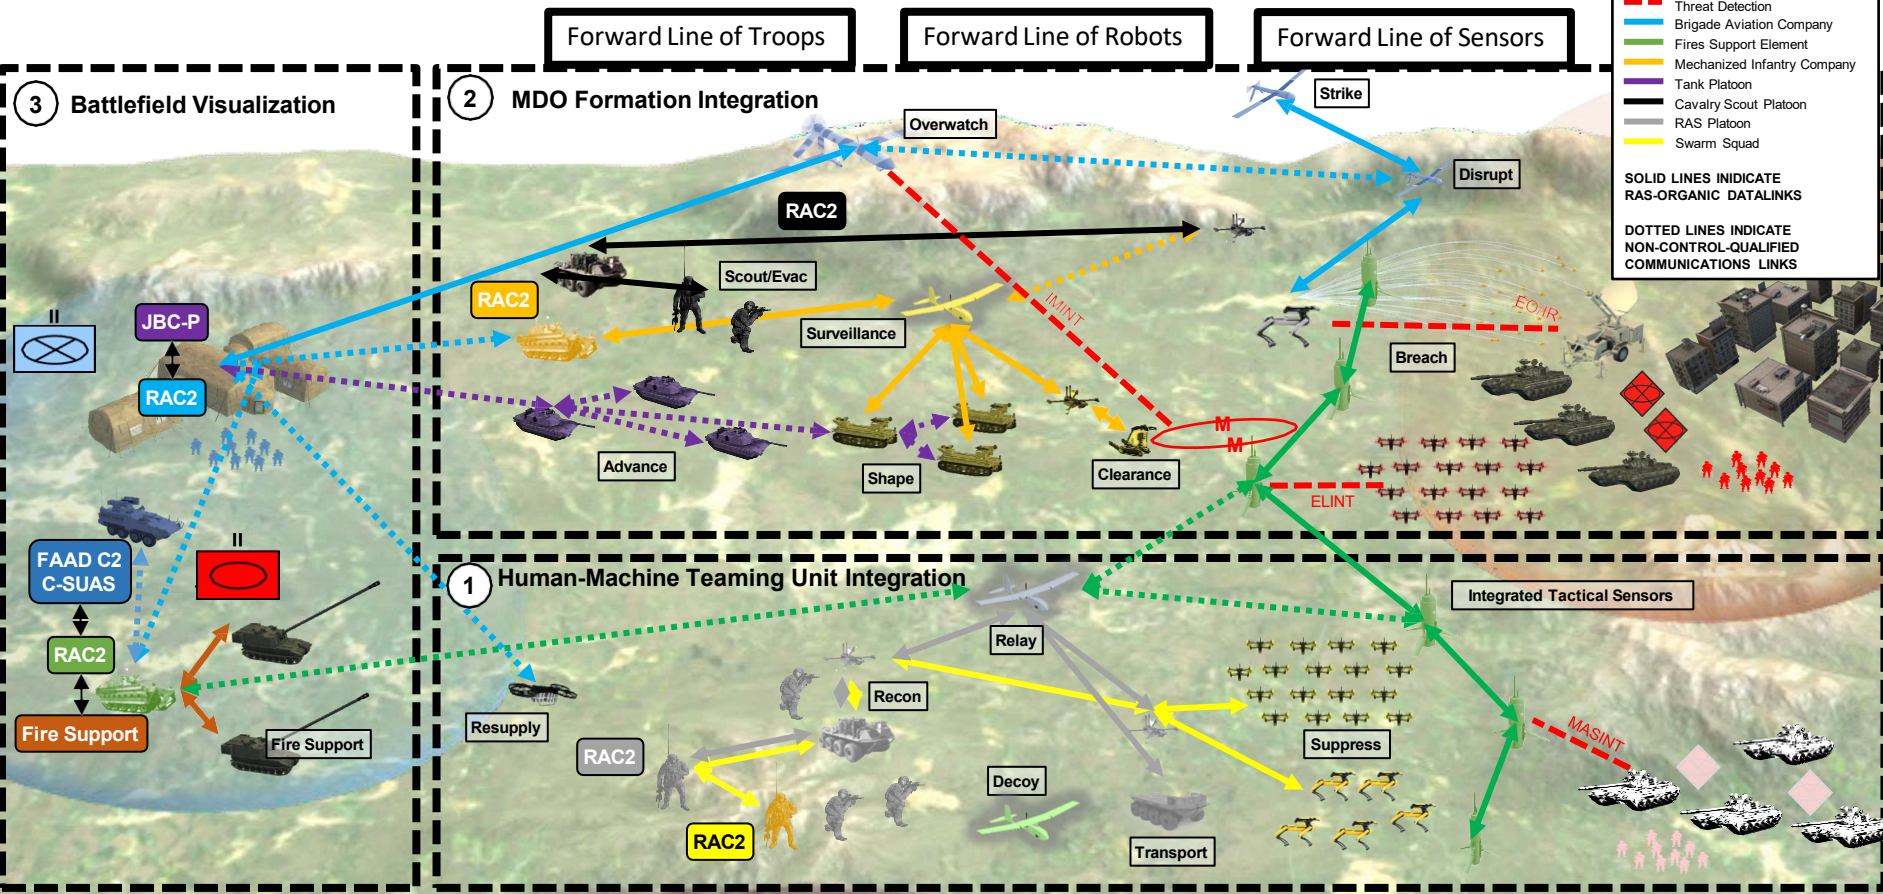 Forward Line of Troops
Forward Line of Robots
Forward Line of Sensors
Threat Detection
Brigade Aviation Company
Fires Support Element
Mechanized Infantry Company
Tank Platoon
Cavalry Scout Platoon
RAS Platoon
Swarm Squad
SOLID LINES INIDICATE
RAS-ORGANIC DATALINKS
DOTTED LINES INDICATE
NON-CONTROL-QUALIFIED
COMMUNICATIONS LINKS
3 Battlefield Visualization
II
JBC-P
RAC2
FAAD C2
C-SUAS
II
RAC2
Fire Support
Fire Support
2 MDO Formation Integration
Overwatch
Strike
Disrupt
RAC2
Scout/Evac
RAC2
Surveillance
IMINT
EO/IR
Breach
Advance
Shape
Clearance
M
M
ELINT
1 Human-Machine Teaming Unit Integration
Integrated Tactical Sensors
Relay
Recon
Resupply
RAC2
Suppress
MASINT
Decoy
RAC2
Transport